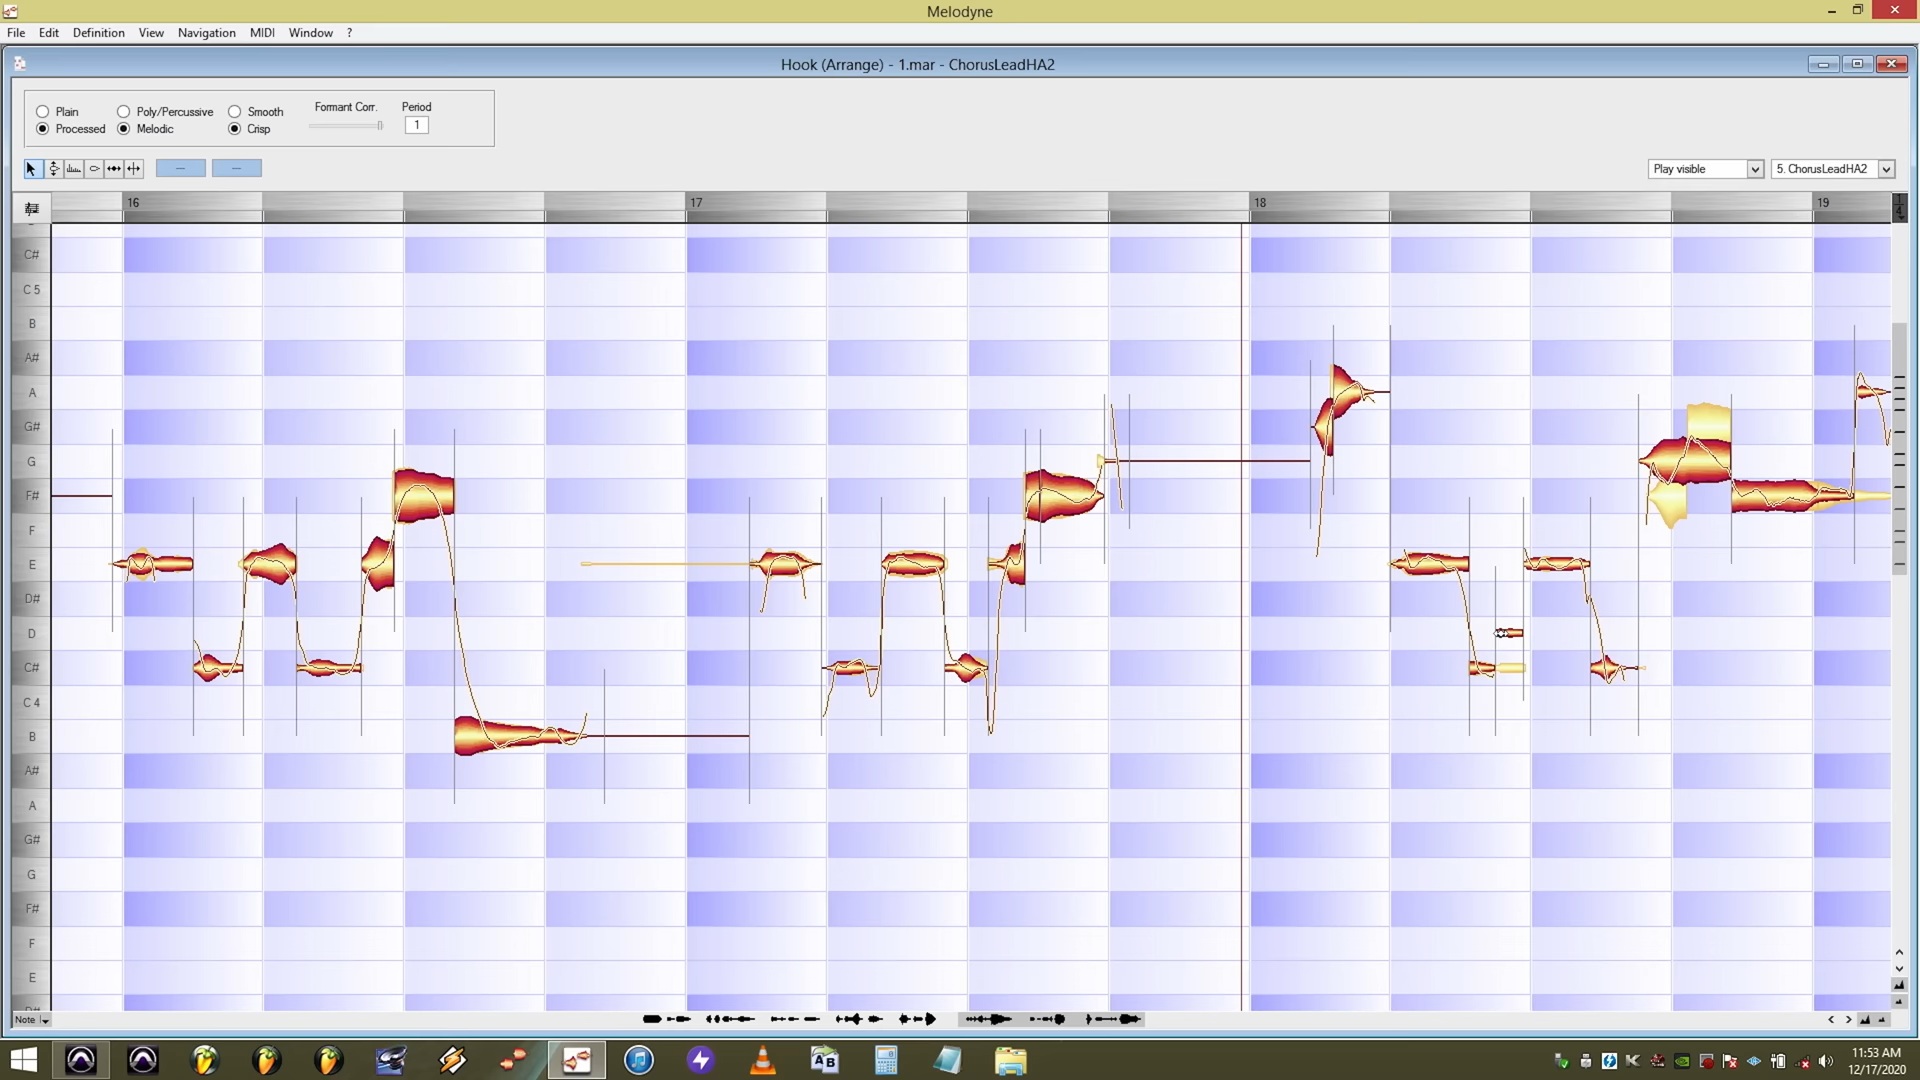 Melodyne
File Edit Definition View Navigation MIDI Window ?
Hook (Arrange) - 1.mar - ChorusLeadHA2
Plain Poly/Percussive Smooth Formant Corr. Period
Processed Melodic Crisp 1
Play visible 5. ChorusLeadHA2
16 17 18 19 1 4
C#
C 5
B
A#
A
G#
G
F#
F
E
D#
D
C#
C 4
B
A#
A
G#
G
F#
F
E
D#
Note
A B
11:53 AM
12/17/2020